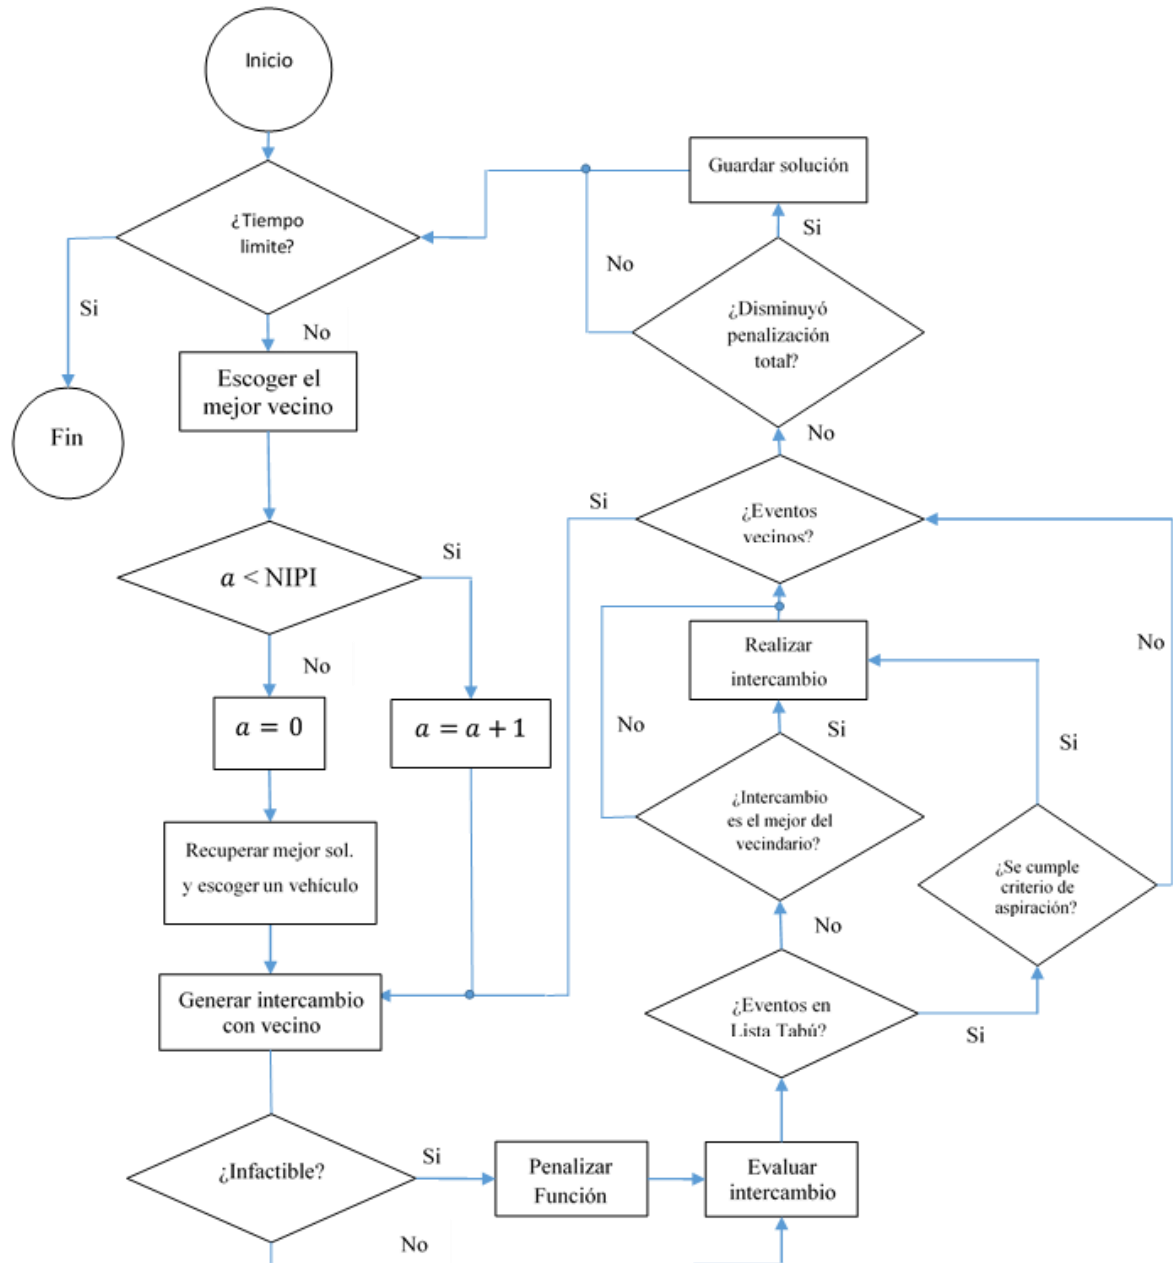 Inicio
¿Tiempo
limite?
Si
No
Fin
Escoger el
mejor vecino
a < NIPI
Si
No
a = 0
a = a + 1
Recuperar mejor sol.
y escoger un vehículo
Generar intercambio
con vecino
¿Infactible?
Si
No
Penalizar
Función
Evaluar
intercambio
¿Eventos en
Lista Tabú?
Si
No
¿Se cumple
criterio de
aspiración?
Si
No
¿Intercambio
es el mejor del
vecindario?
Si
No
Realizar
intercambio
¿Eventos
vecinos?
Si
No
¿Disminuyó
penalización
total?
Si
No
Guardar solución